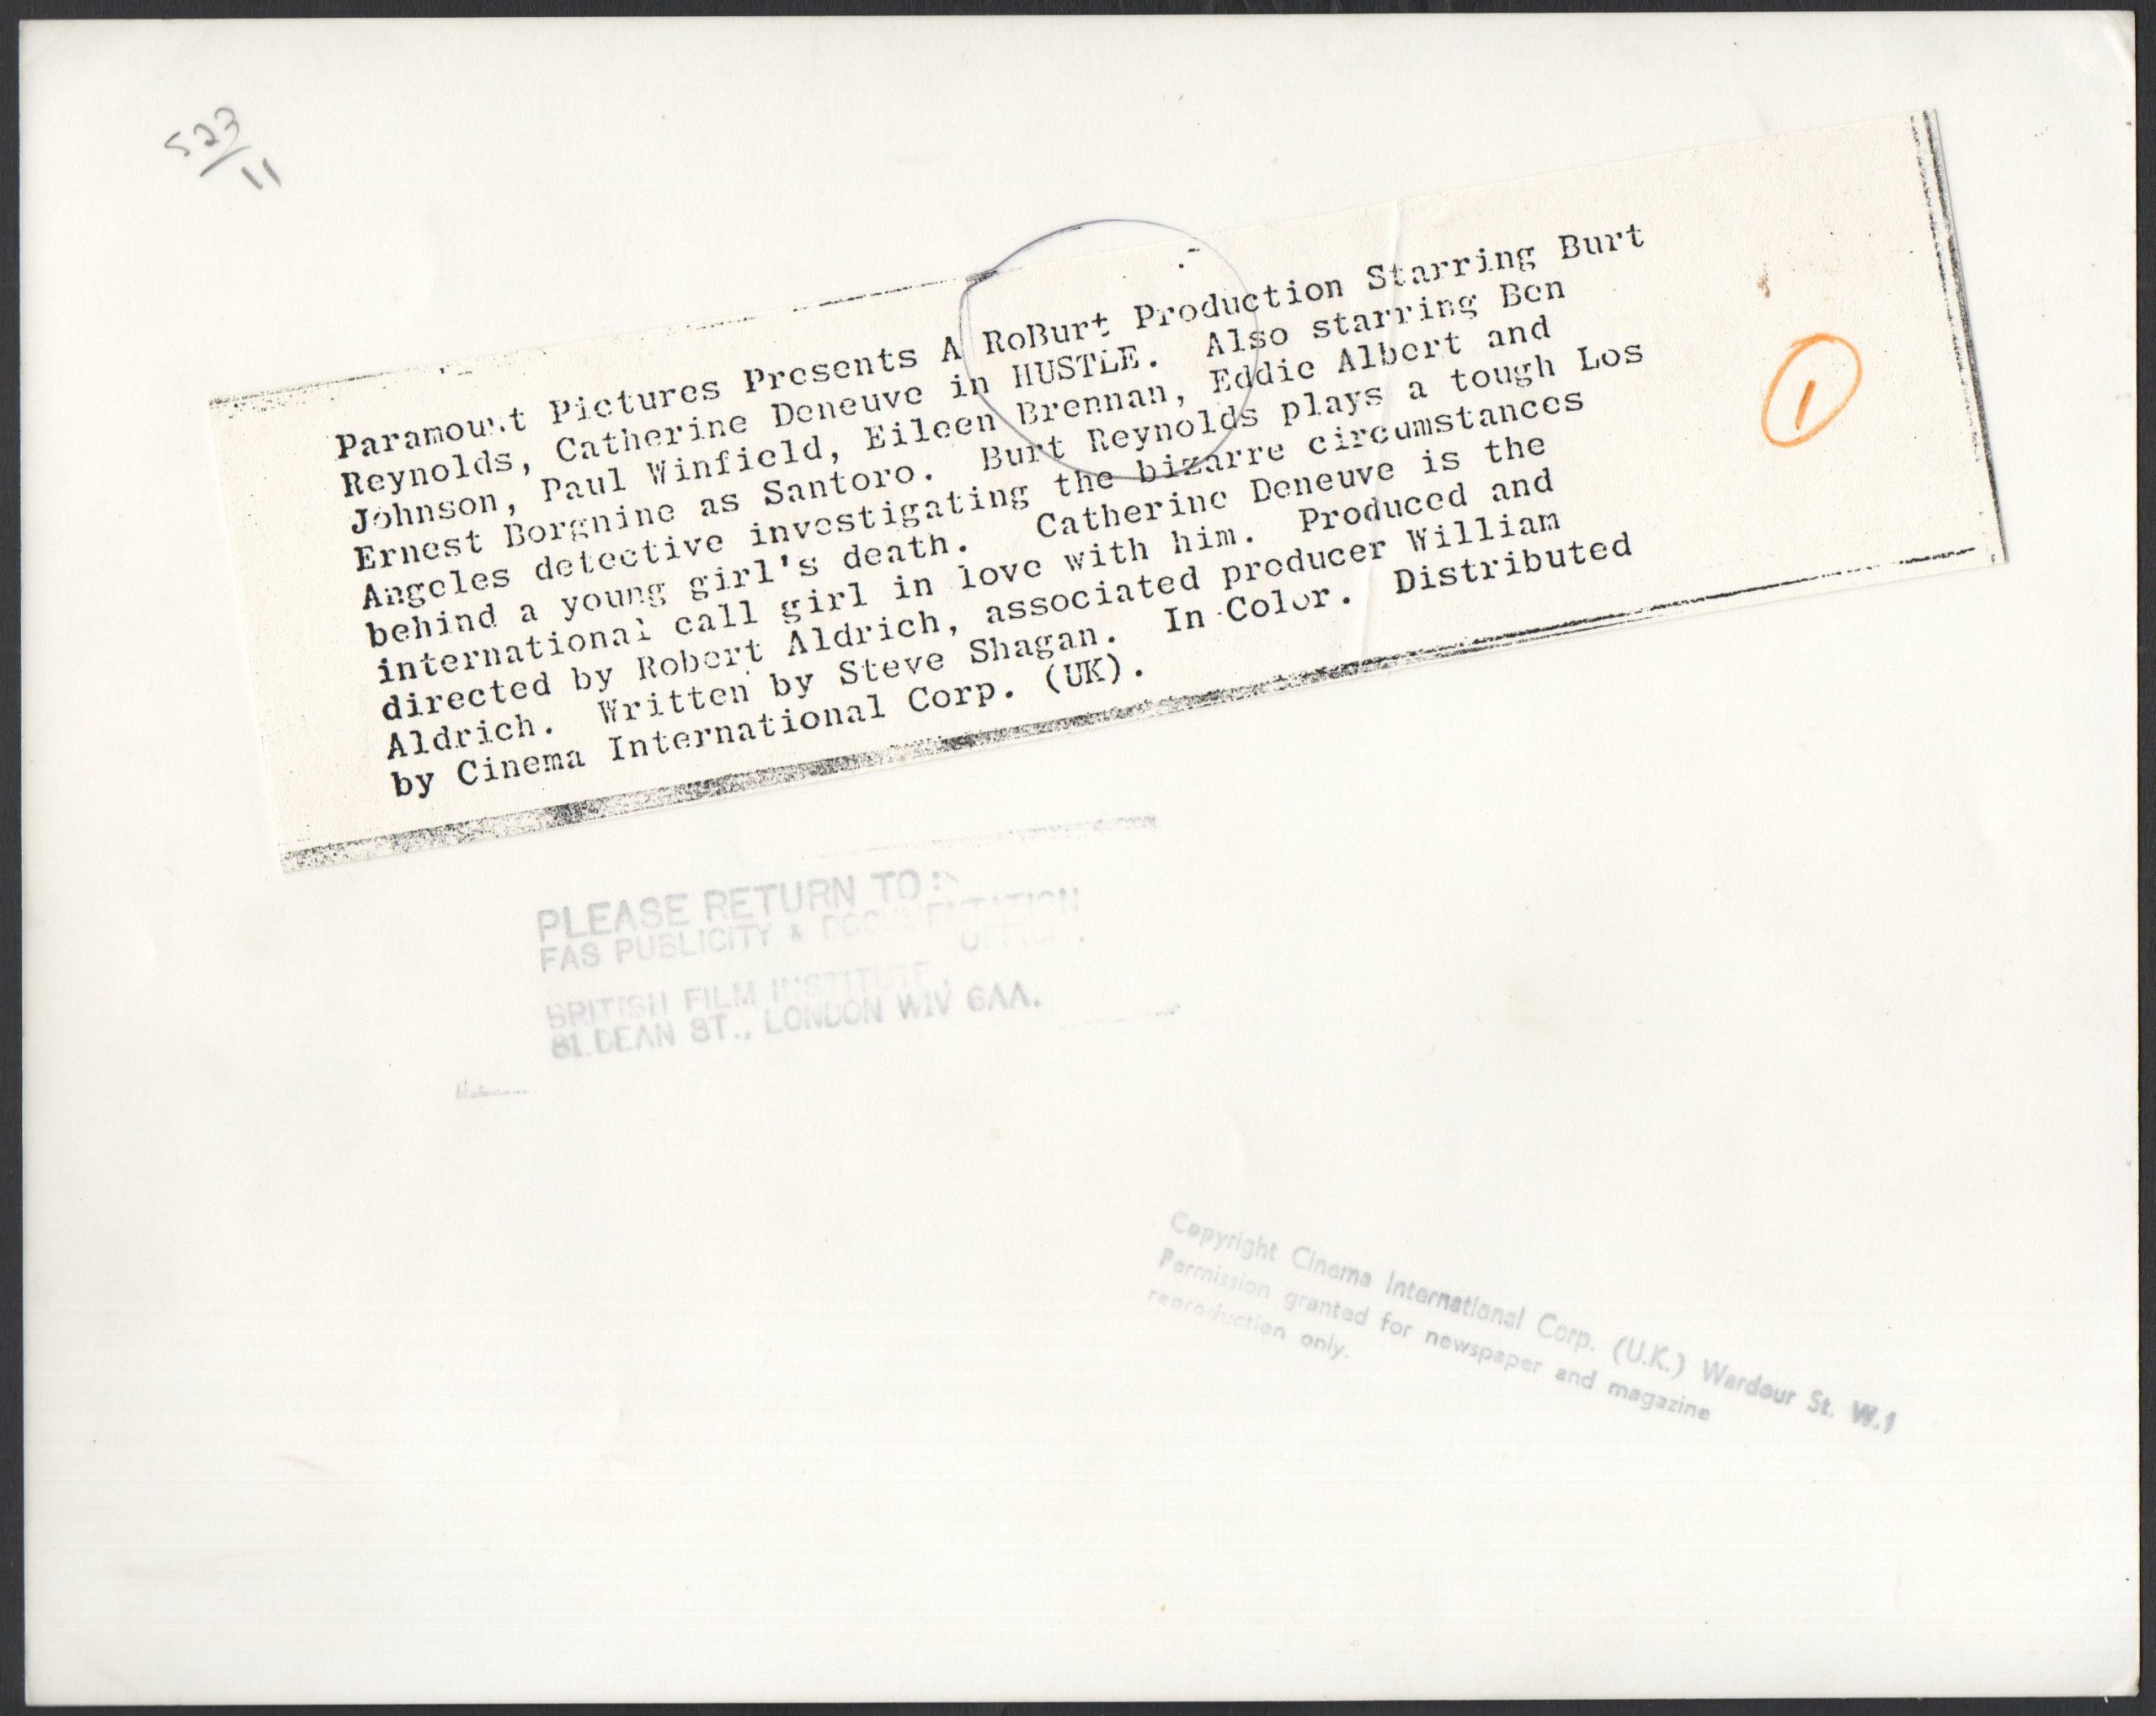 523/11
Paramount Pictures Presents A RoBurt Production Starring Burt
Reynolds, Catherine Deneuve in HUSTLE. Also starring Ben
Johnson, Paul Winfield, Eileen Brennan, Eddie Albert and
Ernest Borgnine as Santoro. Burt Reynolds plays a tough Los
Angeles detective investigating the bizarre circumstances
behind a young girl's death. Catherine Deneuve is the
international call girl in love with him. Produced and
directed by Robert Aldrich, associated producer William
Aldrich. Written by Steve Shagan. In Color. Distributed
by Cinema International Corp. (UK).
1
PLEASE RETURN TO:
FAS PUBLICITY & DOCUMENTATION
OFFICE.
BRITISH FILM INSTITUTE,
81 DEAN ST., LONDON W1V 6AA.
Copyright Cinema International Corp. (U.K.) Wardour St. W.1
Permission granted for newspaper and magazine
reproduction only.